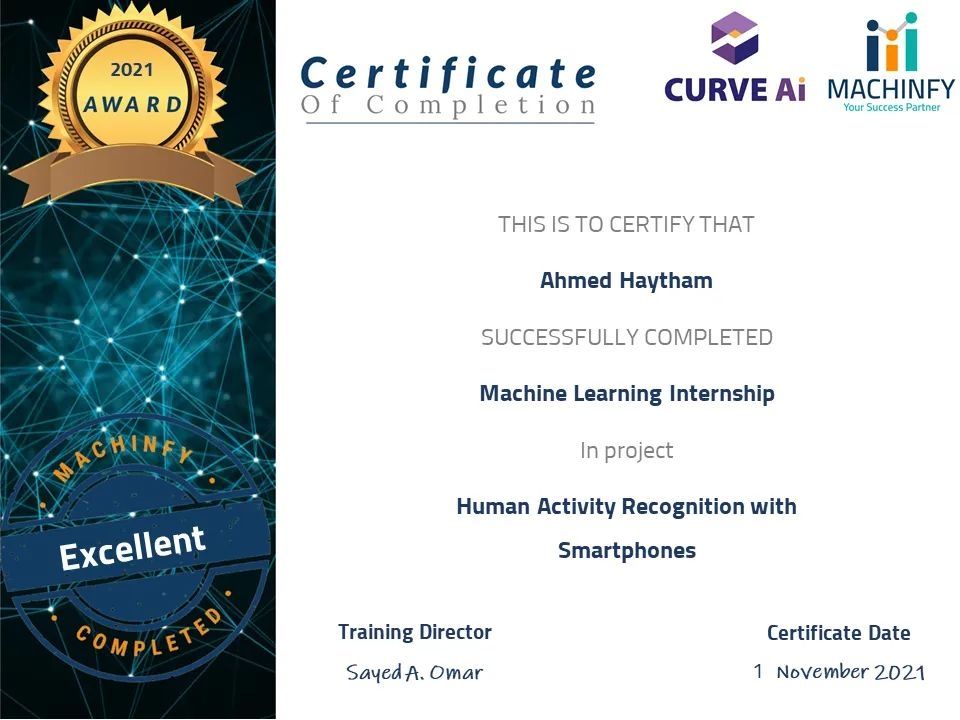 2021
AWARD
Certificate
Of Completion
CURVE Ai
MACHINFY
Your Success Partner
THIS IS TO CERTIFY THAT
Ahmed Haytham
SUCCESSFULLY COMPLETED
Machine Learning Internship
In project
Human Activity Recognition with
Smartphones
MACHINFY
Excellent
COMPLETED
Training Director
Sayed A. Omar
Certificate Date
1 November 2021